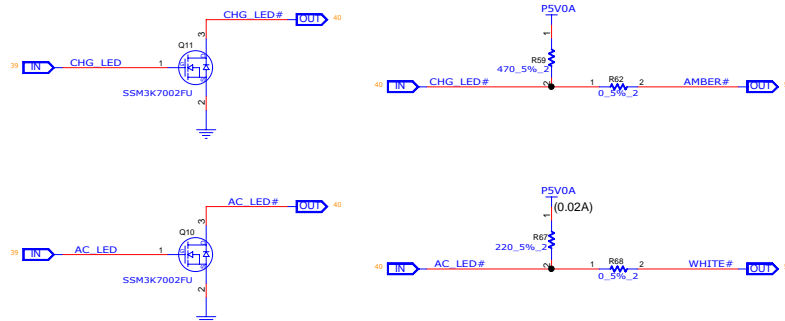 CHG_LED#
OUT
40
3
Q11
39
IN
CHG_LED
1
SSM3K7002FU
2
P5V0A
1
R59
470_5%_2
2
40
IN
CHG_LED#
1
R62
2
0_5%_2
AMBER#
OUT
AC_LED#
OUT
40
3
Q10
39
IN
AC_LED
1
SSM3K7002FU
2
P5V0A
(0.02A)
1
R67
220_5%_2
2
40
IN
AC_LED#
1
R68
2
0_5%_2
WHITE#
OUT